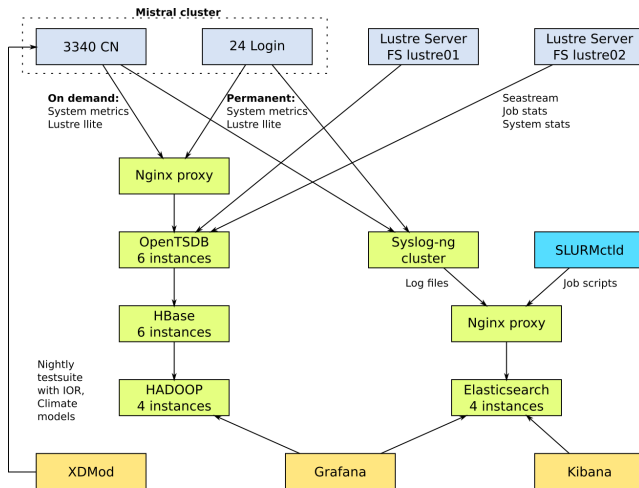 Mistral cluster
3340 CN
24 Login
Lustre Server
FS lustre01
Lustre Server
FS lustre02
On demand:
System metrics
Lustre llite
Permanent:
System metrics
Lustre llite
Seastream
Job stats
System stats
Nginx proxy
OpenTSDB
6 instances
Syslog-ng
cluster
SLURMctld
Log files
Job scripts
HBase
6 instances
Nginx proxy
Nightly
testsuite
with IOR,
Climate
models
HADOOP
4 instances
Elasticsearch
4 instances
XDMod
Grafana
Kibana